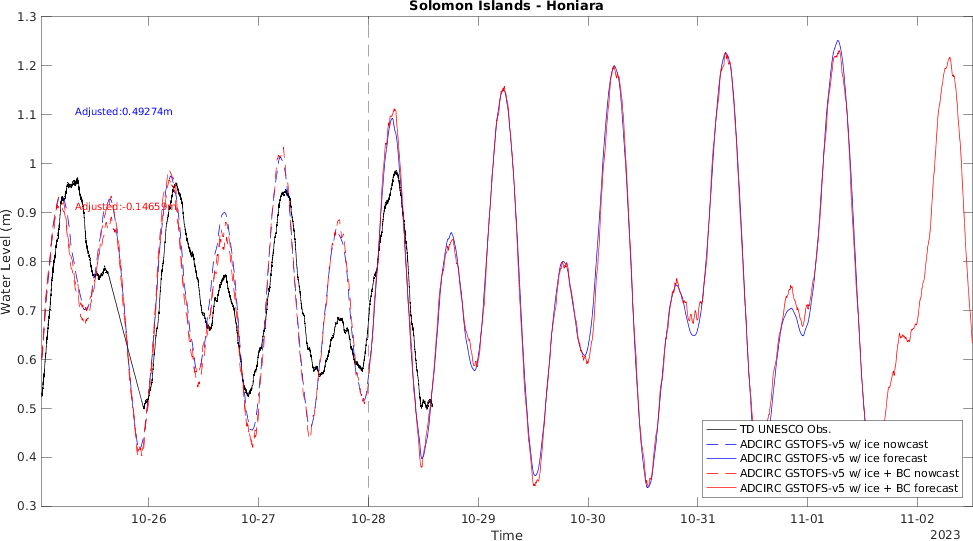 Solomon Islands - Honiara
1.3
1.2
1.1
1
0.9
0.8
0.7
0.6
0.5
0.4
0.3
Water Level (m)
Adjusted:0.49274m
Adjusted:-0.14659m
TD UNESCO Obs.
ADCIRC GSTOFS-v5 w/ ice nowcast
ADCIRC GSTOFS-v5 w/ ice forecast
ADCIRC GSTOFS-v5 w/ ice + BC nowcast
ADCIRC GSTOFS-v5 w/ ice + BC forecast
10-26 10-27 10-28 10-29 10-30 10-31 11-01 11-02
Time
2023